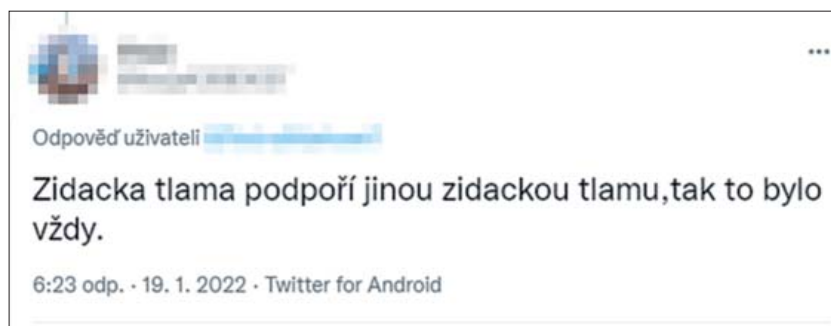 Odpověď uživateli
Zidacka tlama podpoří jinou zidackou tlamu,tak to bylo
vždy.
6:23 odp. · 19. 1. 2022 · Twitter for Android